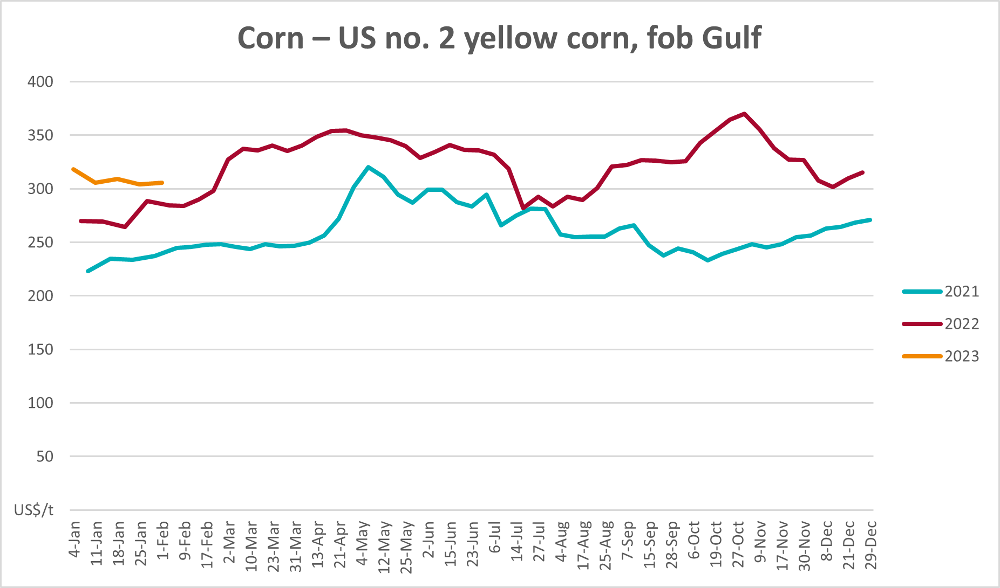 Corn – US no. 2 yellow corn, fob Gulf
400
350
300
250
200
150
100
50
US$/t
4-Jan
11-Jan
18-Jan
25-Jan
1-Feb
9-Feb
17-Feb
2-Mar
10-Mar
23-Mar
31-Mar
13-Apr
21-Apr
4-May
12-May
25-May
2-Jun
15-Jun
23-Jun
6-Jul
14-Jul
27-Jul
4-Aug
17-Aug
25-Aug
7-Sep
15-Sep
28-Sep
6-Oct
19-Oct
27-Oct
9-Nov
17-Nov
30-Nov
8-Dec
21-Dec
29-Dec
2021
2022
2023